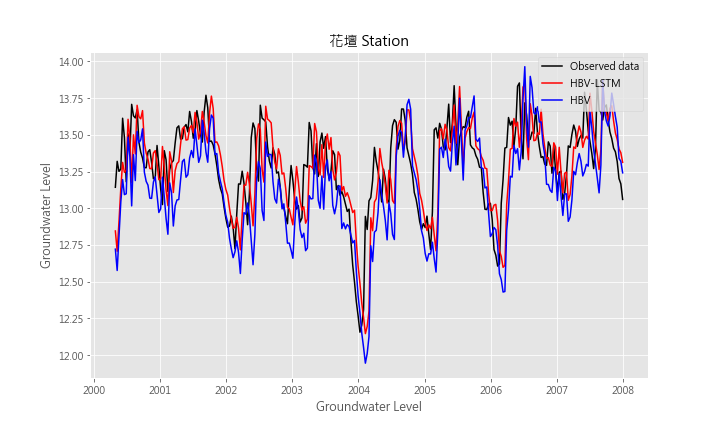 花壇 Station
Observed data
HBV-LSTM
HBV
Groundwater Level
14.00
13.75
13.50
13.25
13.00
12.75
12.50
12.25
12.00
2000 2001 2002 2003 2004 2005 2006 2007 2008
Groundwater Level